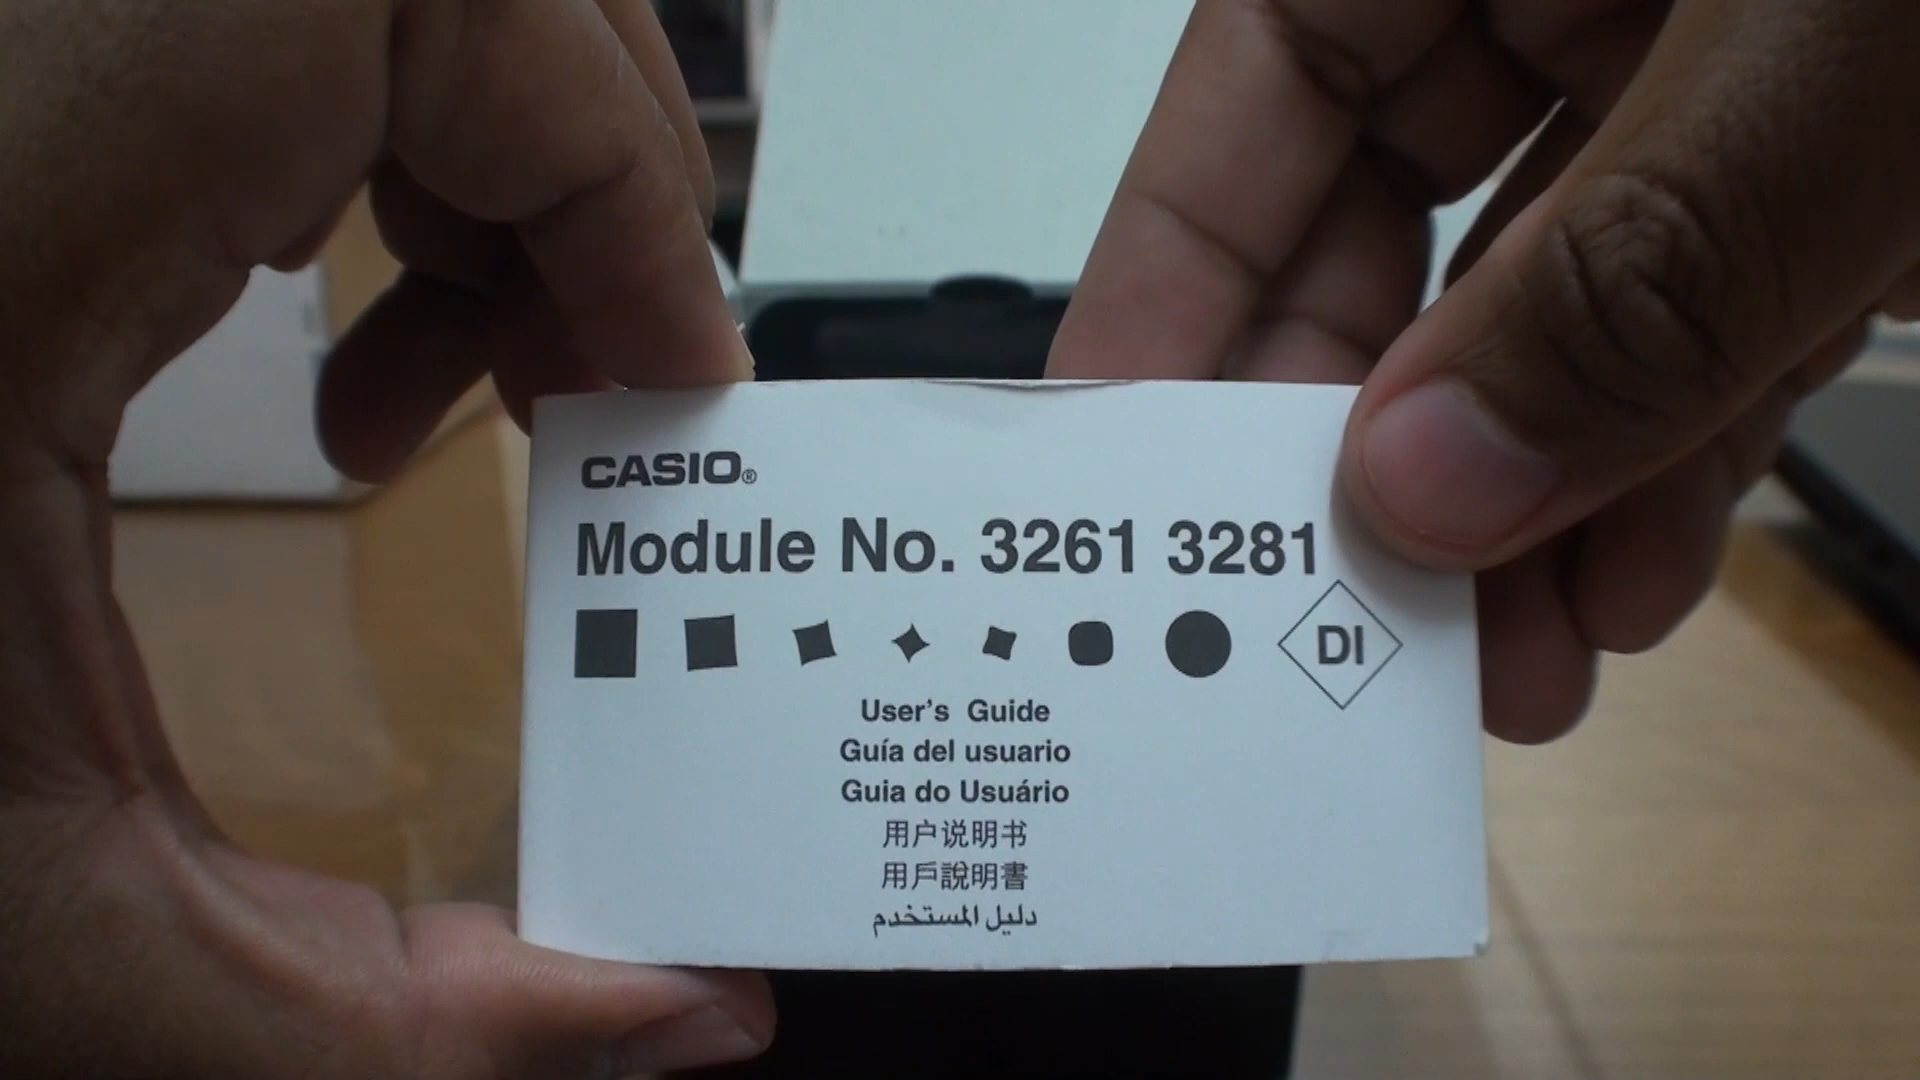 CASIO®
Module No. 3261 3281
DI
User's Guide
Guía del usuario
Guia do Usuário
用户说明书
用戶說明書
دليل المستخدم